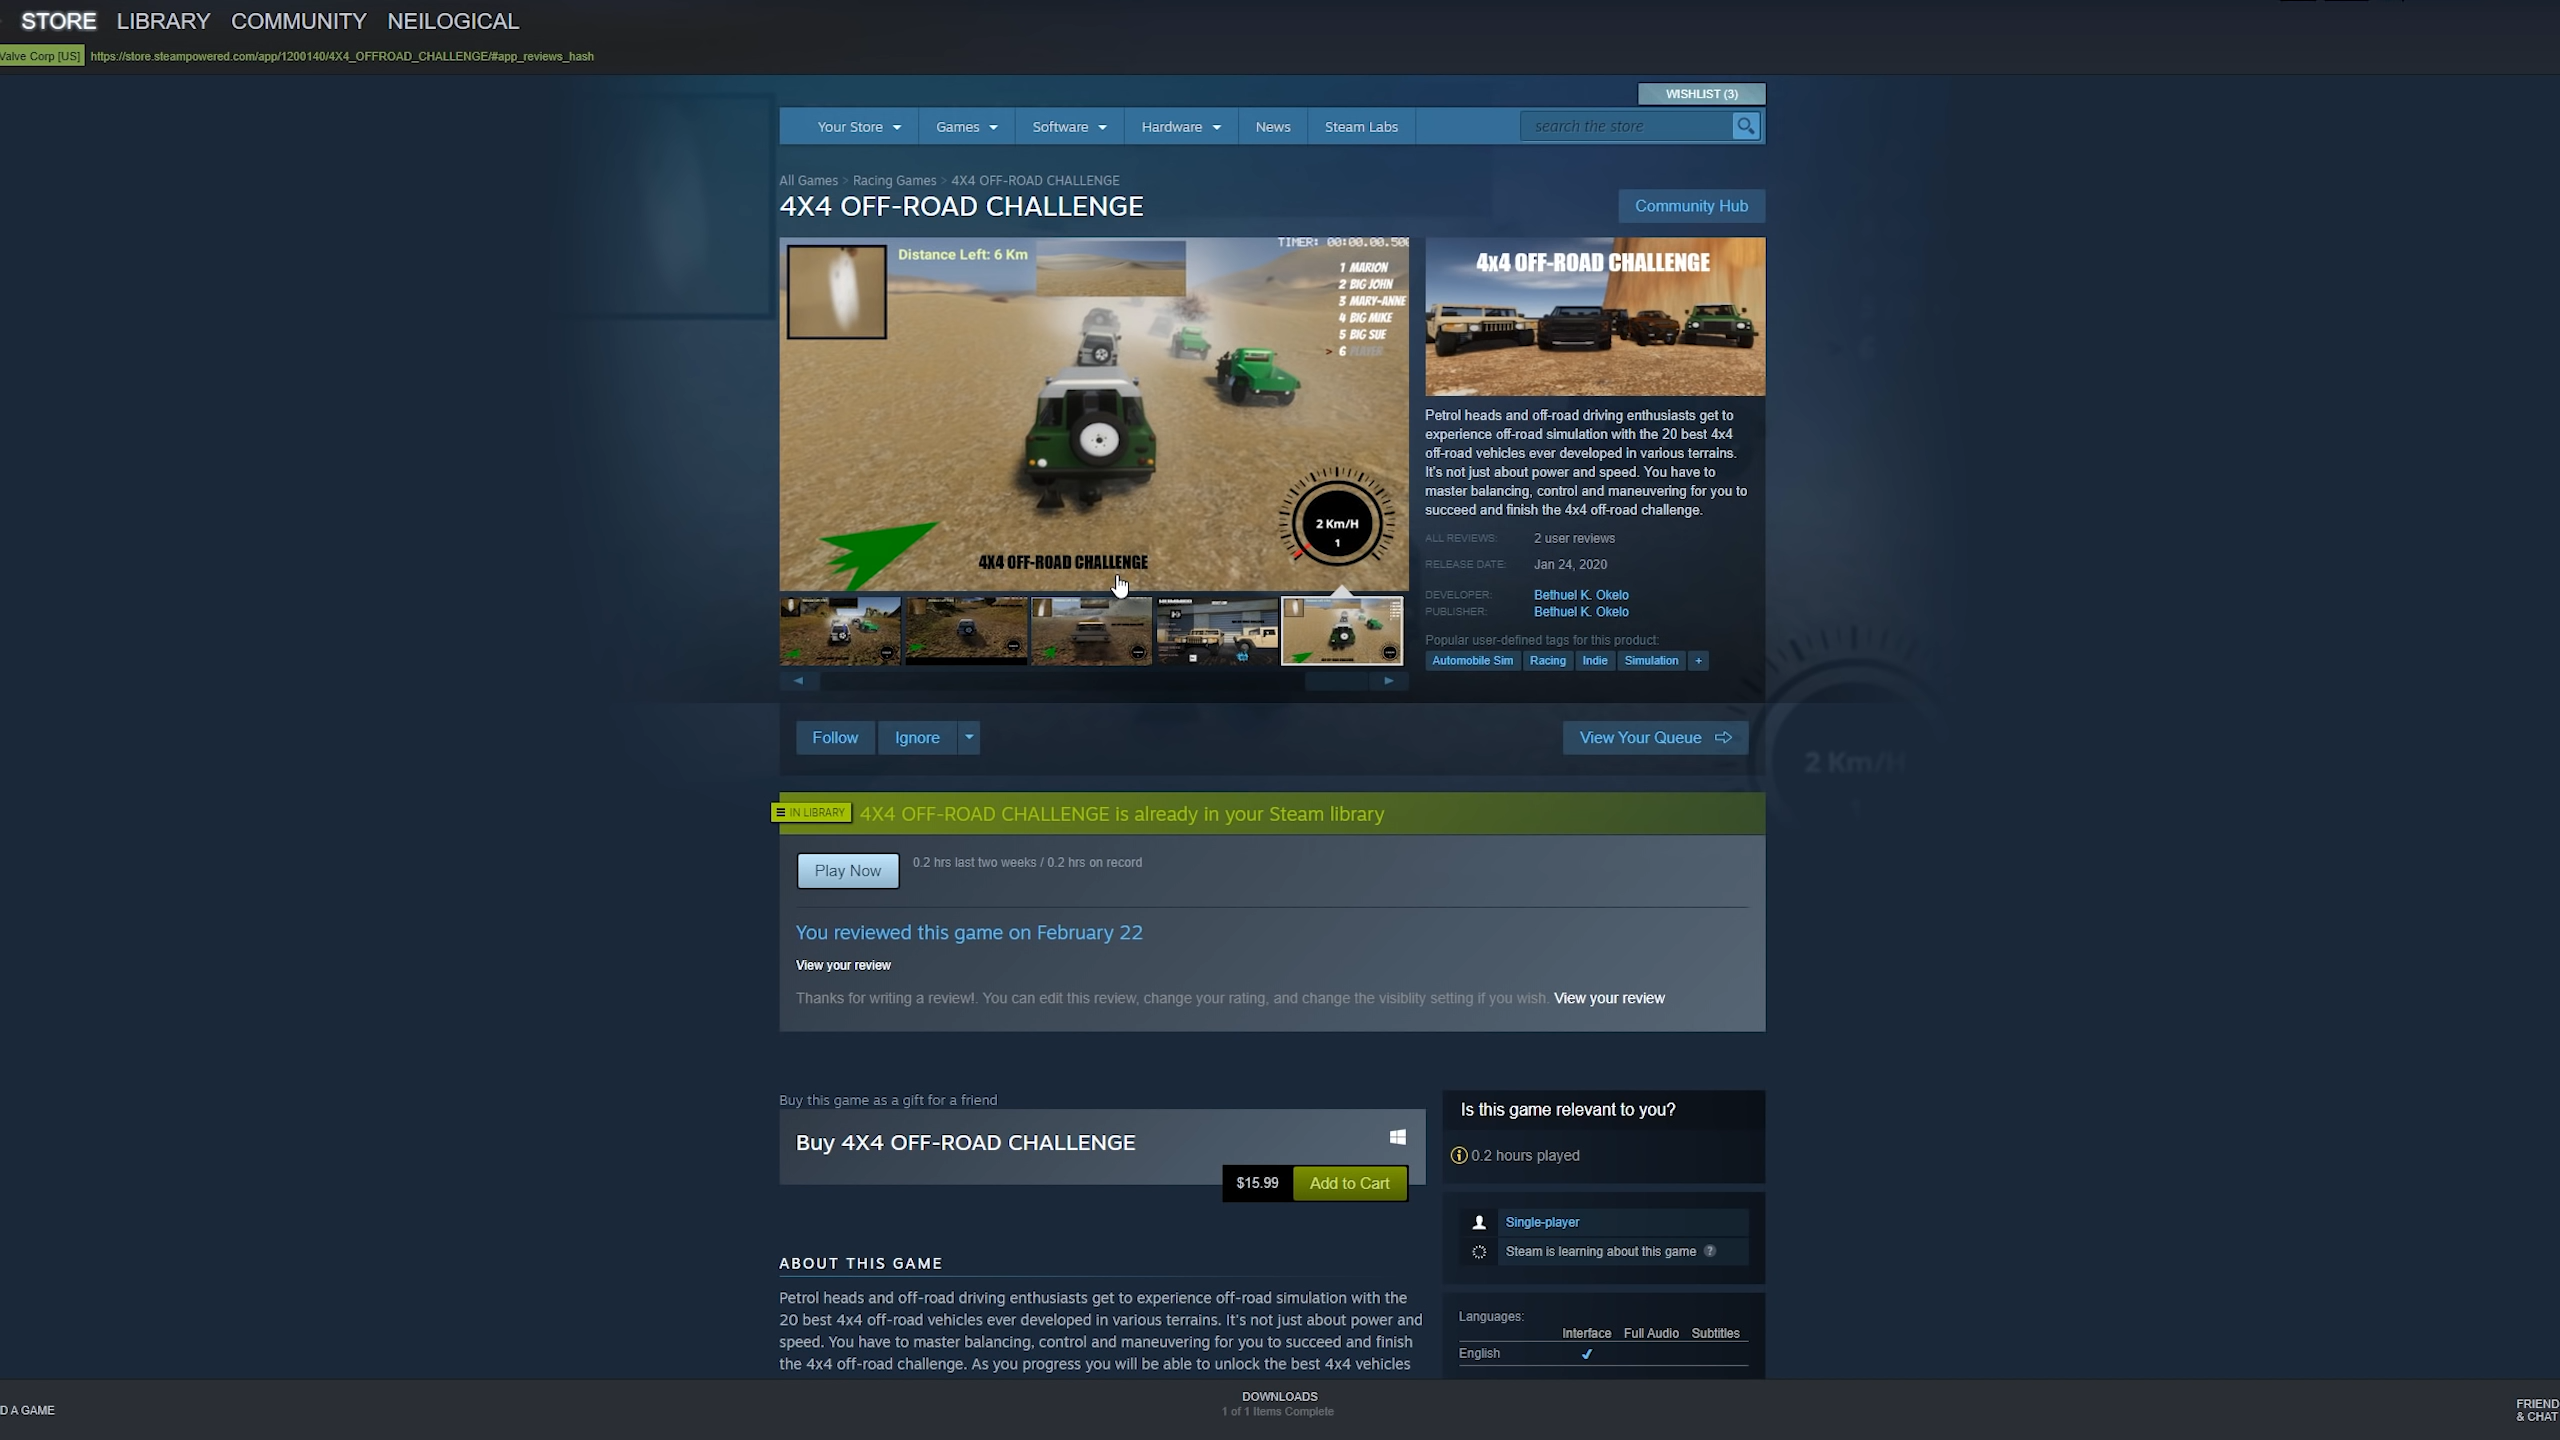 STORE LIBRARY COMMUNITY NEILOGICAL
Valve Corp [US] https://store.steampowered.com/app/1200140/4X4_OFFROAD_CHALLENGE/#app_reviews_hash
WISHLIST (3)
Your Store Games Software Hardware News Steam Labs search the store
All Games > Racing Games > 4X4 OFF-ROAD CHALLENGE
4X4 OFF-ROAD CHALLENGE
Community Hub
Distance Left: 6 Km
TIMER: 00:00.00.50
1 MARION
2 BIG JOHN
3 MARY-ANNE
4 BIG MIKE
5 BIG SUE
> 6 PLAYER
2 Km/H
1
4X4 OFF-ROAD CHALLENGE
4x4 OFF-ROAD CHALLENGE
Petrol heads and off-road driving enthusiasts get to
experience off-road simulation with the 20 best 4x4
off-road vehicles ever developed in various terrains.
It's not just about power and speed. You have to
master balancing, control and maneuvering for you to
succeed and finish the 4x4 off-road challenge.
ALL REVIEWS: 2 user reviews
RELEASE DATE: Jan 24, 2020
DEVELOPER: Bethuel K. Okelo
PUBLISHER: Bethuel K. Okelo
Popular user-defined tags for this product:
Automobile Sim Racing Indie Simulation +
Follow Ignore
View Your Queue
2 Km/H
IN LIBRARY 4X4 OFF-ROAD CHALLENGE is already in your Steam library
Play Now 0.2 hrs last two weeks / 0.2 hrs on record
You reviewed this game on February 22
View your review
Thanks for writing a review!. You can edit this review, change your rating, and change the visiblity setting if you wish. View your review
Buy this game as a gift for a friend
Buy 4X4 OFF-ROAD CHALLENGE
$15.99 Add to Cart
Is this game relevant to you?
0.2 hours played
Single-player
Steam is learning about this game ?
ABOUT THIS GAME
Petrol heads and off-road driving enthusiasts get to experience off-road simulation with the
20 best 4x4 off-road vehicles ever developed in various terrains. It's not just about power and
speed. You have to master balancing, control and maneuvering for you to succeed and finish
the 4x4 off-road challenge. As you progress you will be able to unlock the best 4x4 vehicles
Languages:
Interface Full Audio Subtitles
English
D A GAME
DOWNLOADS
1 of 1 Items Complete
FRIEND
& CHAT